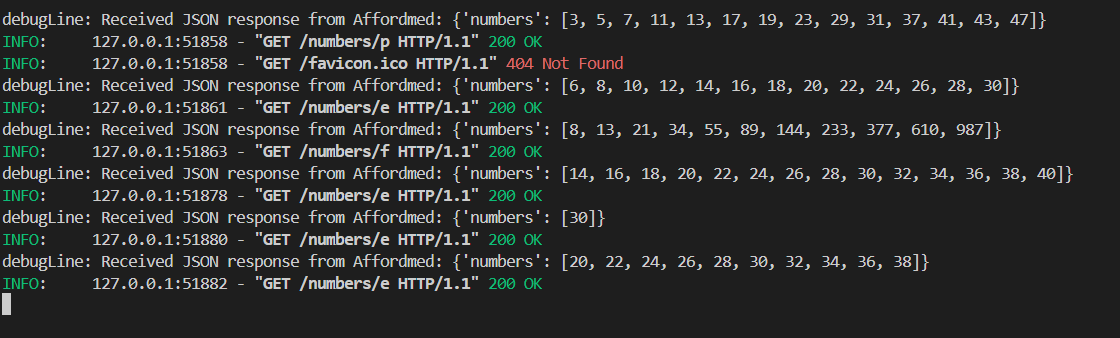 debugLine: Received JSON response from Affordmed: {'numbers': [3, 5, 7, 11, 13, 17, 19, 23, 29, 31, 37, 41, 43, 47]}
INFO:     127.0.0.1:51858 - "GET /numbers/p HTTP/1.1" 200 OK
INFO:     127.0.0.1:51858 - "GET /favicon.ico HTTP/1.1" 404 Not Found
debugLine: Received JSON response from Affordmed: {'numbers': [6, 8, 10, 12, 14, 16, 18, 20, 22, 24, 26, 28, 30]}
INFO:     127.0.0.1:51861 - "GET /numbers/e HTTP/1.1" 200 OK
debugLine: Received JSON response from Affordmed: {'numbers': [8, 13, 21, 34, 55, 89, 144, 233, 377, 610, 987]}
INFO:     127.0.0.1:51863 - "GET /numbers/f HTTP/1.1" 200 OK
debugLine: Received JSON response from Affordmed: {'numbers': [14, 16, 18, 20, 22, 24, 26, 28, 30, 32, 34, 36, 38, 40]}
INFO:     127.0.0.1:51878 - "GET /numbers/e HTTP/1.1" 200 OK
debugLine: Received JSON response from Affordmed: {'numbers': [30]}
INFO:     127.0.0.1:51880 - "GET /numbers/e HTTP/1.1" 200 OK
debugLine: Received JSON response from Affordmed: {'numbers': [20, 22, 24, 26, 28, 30, 32, 34, 36, 38]}
INFO:     127.0.0.1:51882 - "GET /numbers/e HTTP/1.1" 200 OK